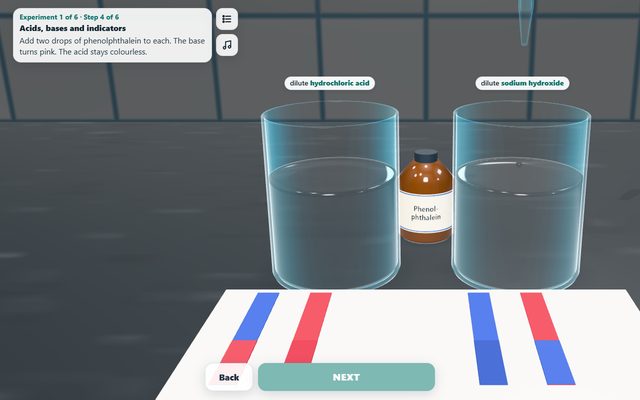 Experiment 1 of 6 · Step 4 of 6
Acids, bases and indicators
Add two drops of phenolphthalein to each. The base
turns pink. The acid stays colourless.
dilute hydrochloric acid
dilute sodium hydroxide
Phenol-
phthalein
Back
NEXT